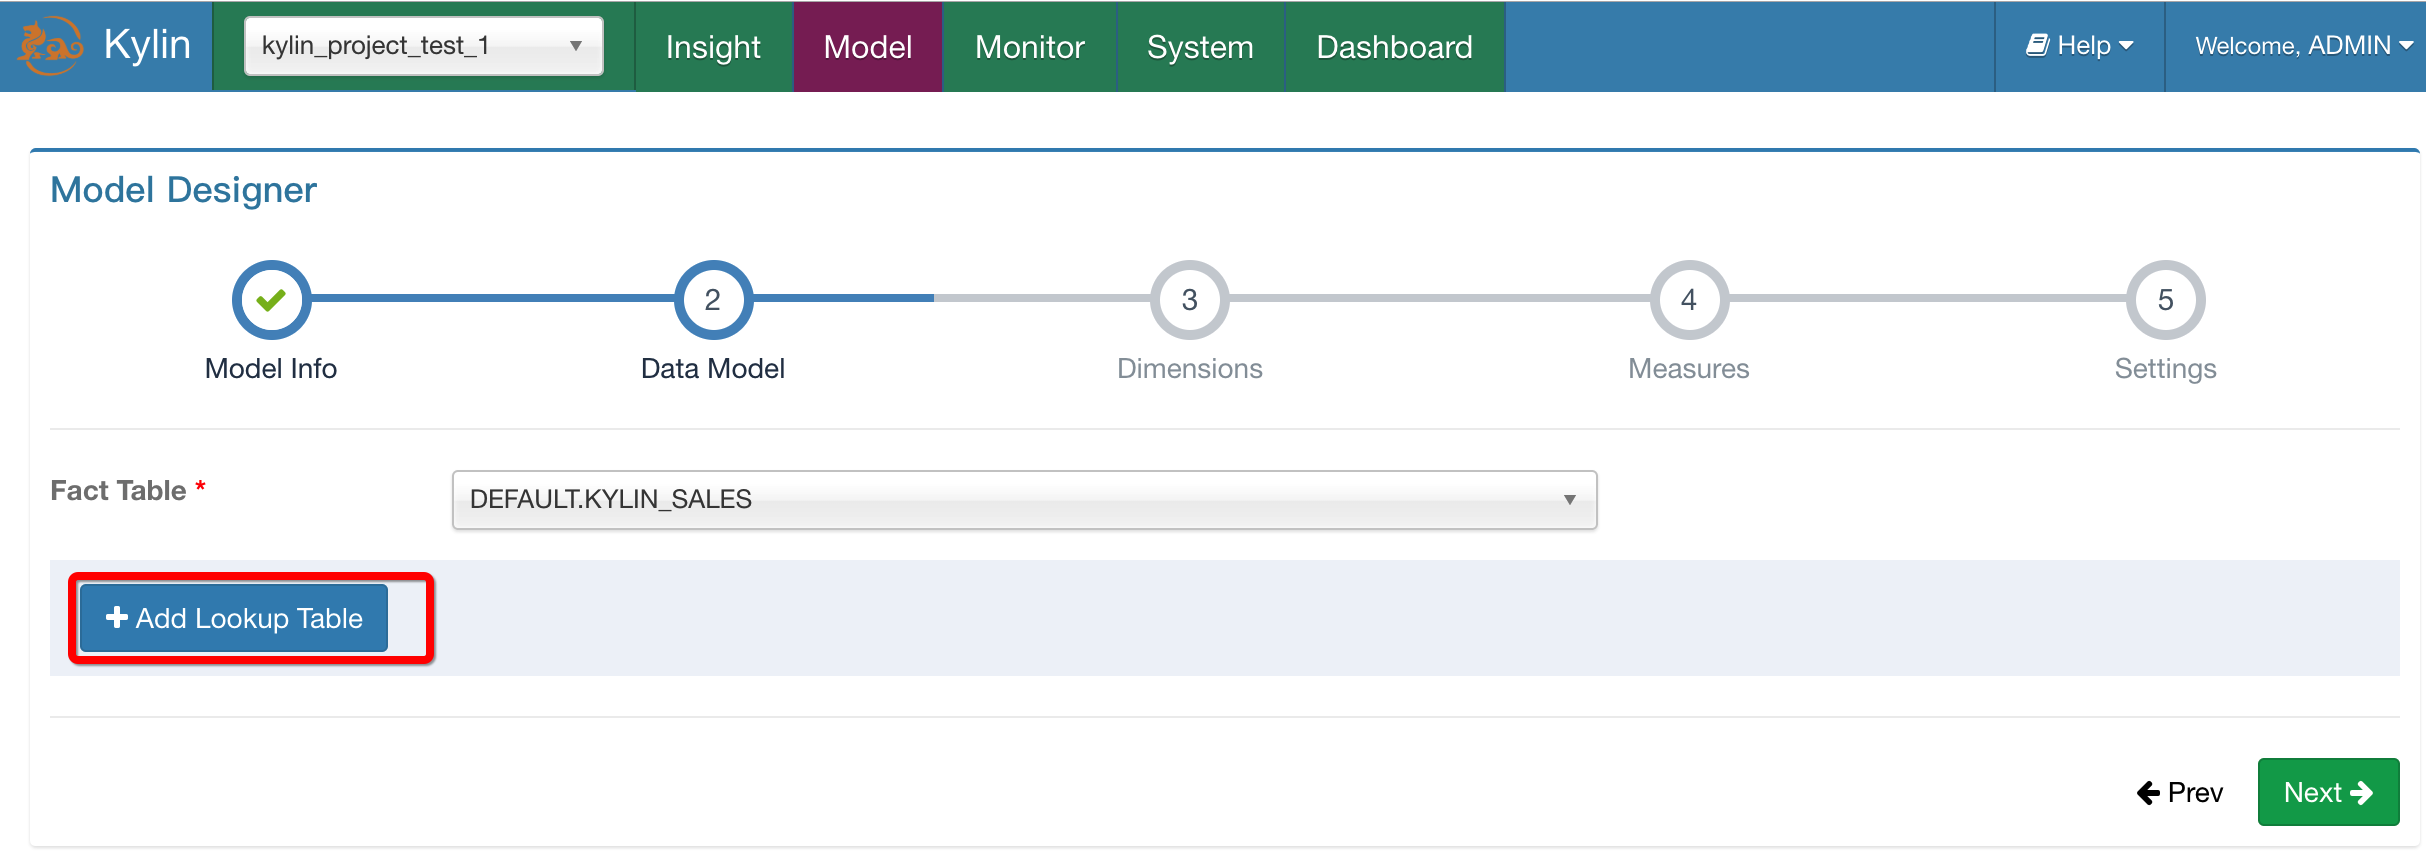 Kylin kylin_project_test_1 Insight Model Monitor System Dashboard Help Welcome, ADMIN
Model Designer
2 3 4 5
Model Info Data Model Dimensions Measures Settings
Fact Table * DEFAULT.KYLIN_SALES
Add Lookup Table
Prev Next